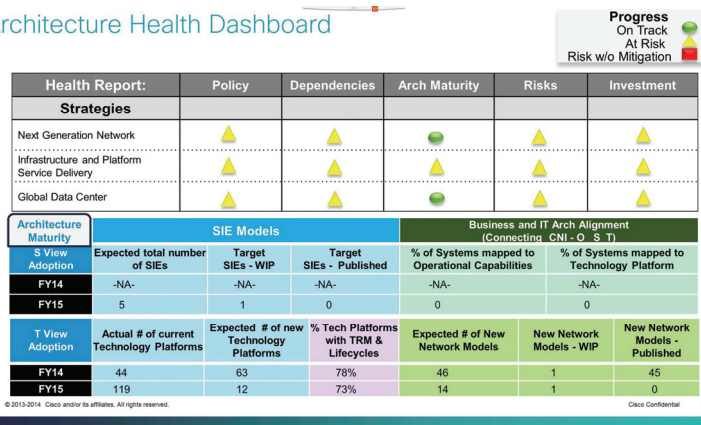 rchitecture Health Dashboard
Progress
On Track
At Risk
Risk w/o Mitigation
Health Report: Policy Dependencies Arch Maturity Risks Investment
Strategies
Next Generation Network
Infrastructure and Platform
Service Delivery
Global Data Center
Architecture
Maturity
SIE Models
Business and IT Arch Alignment
(Connecting CNI - O S T)
S View
Adoption
Expected total number
of SIEs
Target
SIEs - WIP
Target
SIEs - Published
% of Systems mapped to
Operational Capabilities
% of Systems mapped to
Technology Platform
FY14 -NA- -NA- -NA- -NA- -NA-
FY15 5 1 0 0 0
T View
Adoption
Actual # of current
Technology Platforms
Expected # of new
Technology
Platforms
% Tech Platforms
with TRM &
Lifecycles
Expected # of New
Network Models
New Network
Models - WIP
New Network
Models -
Published
FY14 44 63 78% 46 1 45
FY15 119 12 73% 14 1 0
© 2013-2014 Cisco and/or its affiliates. All rights reserved. Cisco Confidential